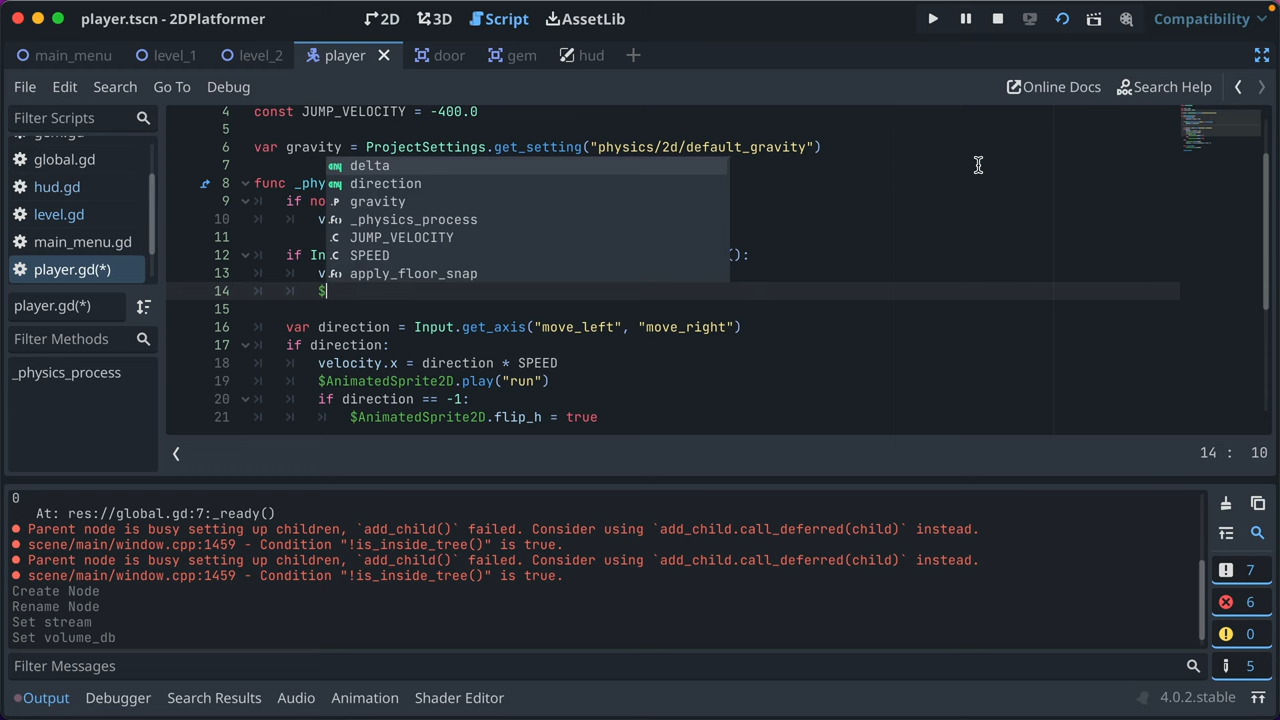 player.tscn - 2DPlatformer
2D 3D Script AssetLib
Compatibility
main_menu level_1 level_2 player door gem hud
File Edit Search Go To Debug
Online Docs Search Help
Filter Scripts
global.gd
hud.gd
level.gd
main_menu.gd
player.gd(*)
player.gd(*)
Filter Methods
_physics_process
4 const JUMP_VELOCITY = -400.0
5
6 var gravity = ProjectSettings.get_setting("physics/2d/default_gravity")
7
8 func _phy
9 if no
10 v
11
12 if In ():
13 v
14 $
15
16 var direction = Input.get_axis("move_left", "move_right")
17 if direction:
18 velocity.x = direction * SPEED
19 $AnimatedSprite2D.play("run")
20 if direction == -1:
21 $AnimatedSprite2D.flip_h = true
delta
direction
gravity
_physics_process
JUMP_VELOCITY
SPEED
apply_floor_snap
14 : 10
0
At: res://global.gd:7:_ready()
Parent node is busy setting up children, `add_child()` failed. Consider using `add_child.call_deferred(child)` instead.
scene/main/window.cpp:1459 - Condition "!is_inside_tree()" is true.
Parent node is busy setting up children, `add_child()` failed. Consider using `add_child.call_deferred(child)` instead.
scene/main/window.cpp:1459 - Condition "!is_inside_tree()" is true.
Create Node
Rename Node
Set stream
Set volume_db
7
6
0
5
Filter Messages
Output Debugger Search Results Audio Animation Shader Editor
4.0.2.stable